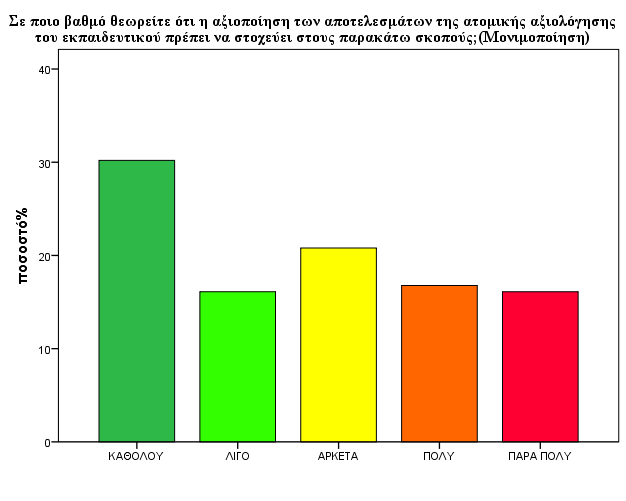 Σε ποιο βαθμό θεωρείτε ότι η αξιοποίηση των αποτελεσμάτων της ατομικής αξιολόγησης
του εκπαιδευτικού πρέπει να στοχεύει στους παρακάτω σκοπούς;(Μονιμοποίηση)
ποσοστό%
40
30
20
10
0
ΚΑΘΟΛΟΥ ΛΙΓΟ ΑΡΚΕΤΑ ΠΟΛΥ ΠΑΡΑ ΠΟΛΥ